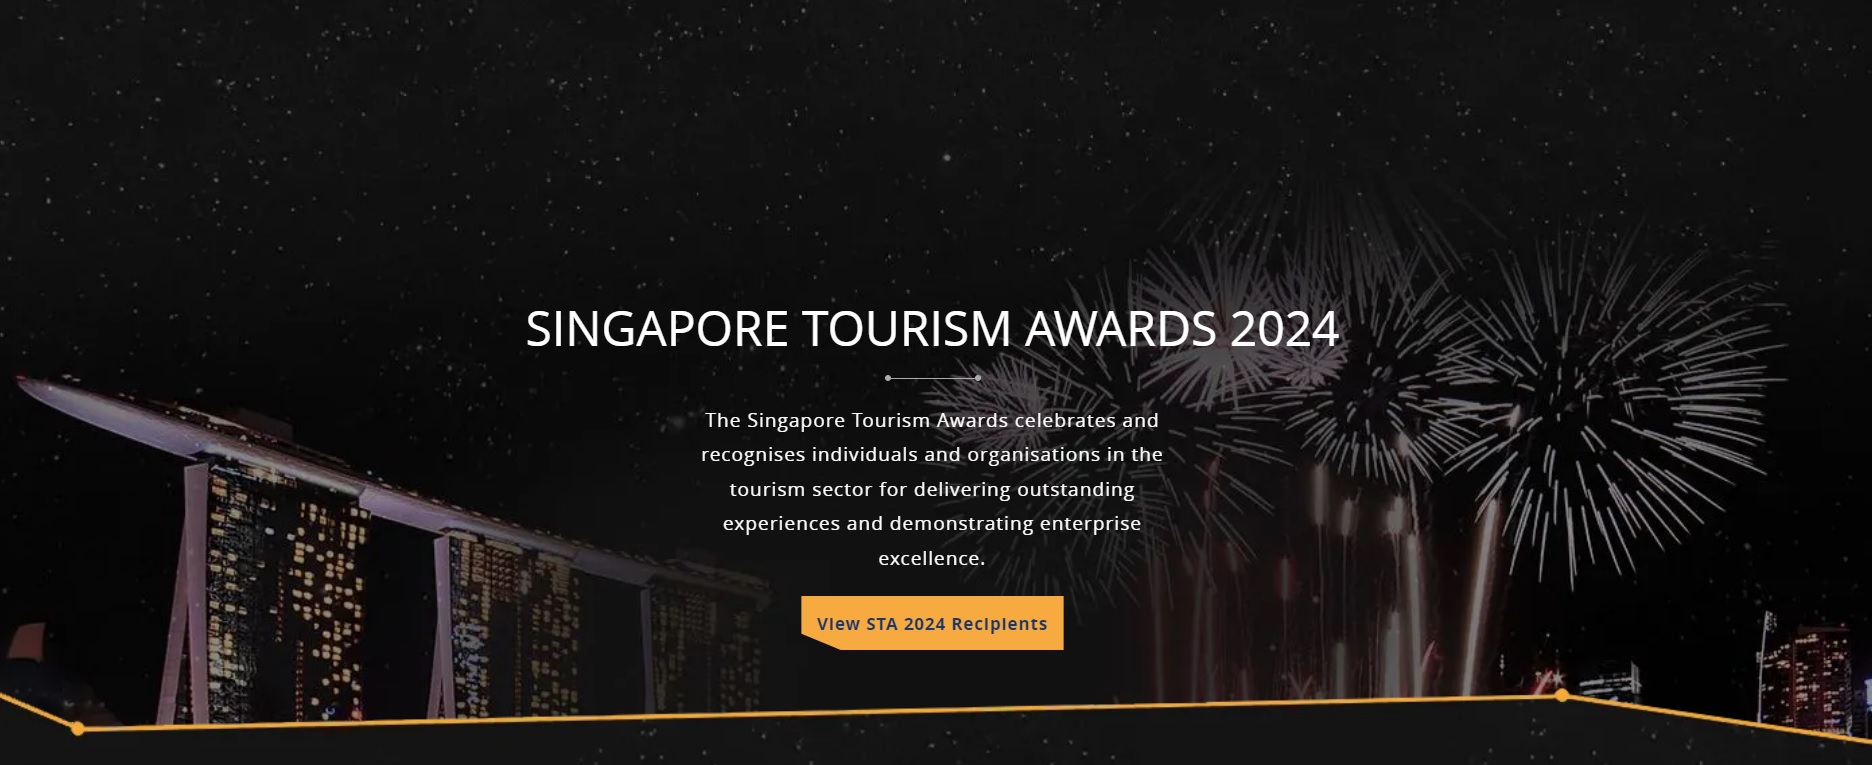 SINGAPORE TOURISM AWARDS 2024
The Singapore Tourism Awards celebrates and
recognises individuals and organisations in the
tourism sector for delivering outstanding
experiences and demonstrating enterprise
excellence.
View STA 2024 Recipients